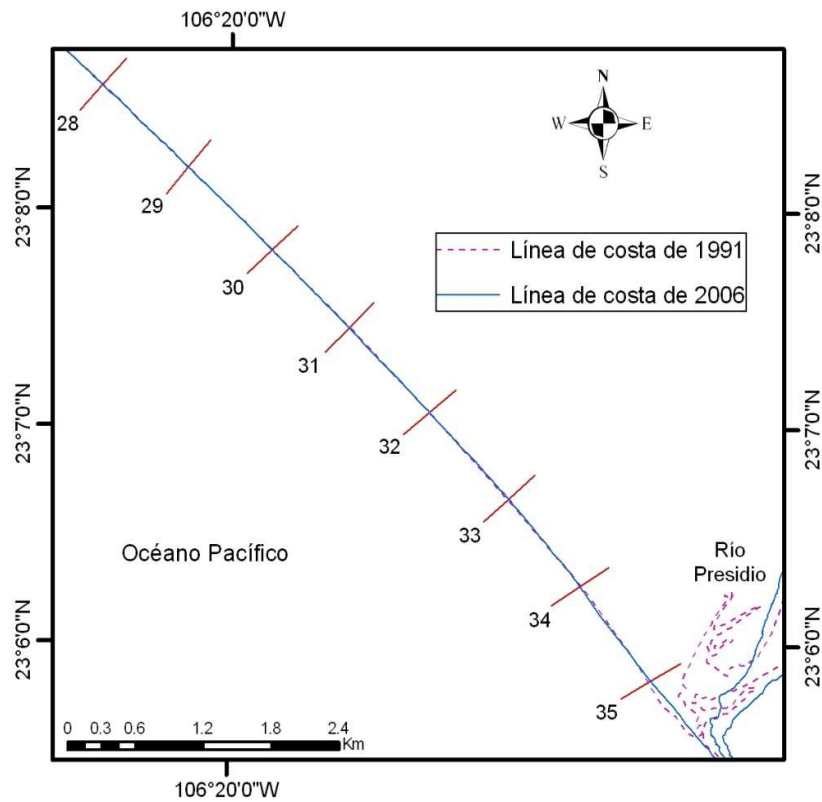 106°20'0"W
N
W
E
S
28
29
23°8'0"N
23°8'0"N
30
Línea de costa de 1991
Línea de costa de 2006
31
32
23°7'0"N
23°7'0"N
33
Océano Pacífico
Río
Presidio
34
23°6'0"N
23°6'0"N
35
0 0.3 0.6 1.2 1.8 2.4
Km
106°20'0"W